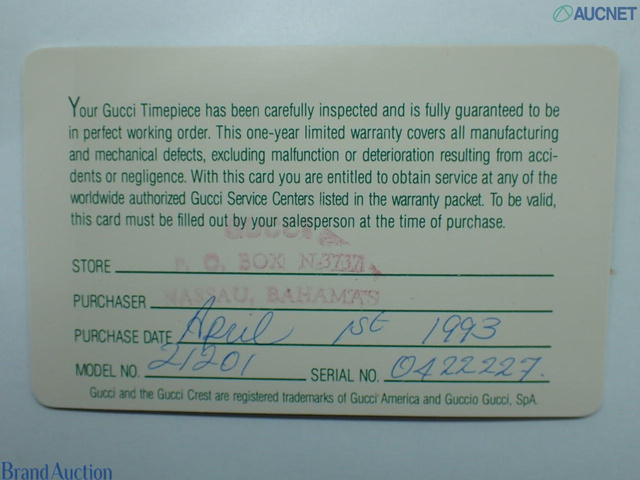 AUCNET
Your Gucci Timepiece has been carefully inspected and is fully guaranteed to be
in perfect working order. This one-year limited warranty covers all manufacturing
and mechanical defects, excluding malfunction or deterioration resulting from acci-
dents or negligence. With this card you are entitled to obtain service at any of the
worldwide authorized Gucci Service Centers listed in the warranty packet. To be valid,
this card must be filled out by your salesperson at the time of purchase.
GUCCI
P. O. BOX N-3737
STORE
NASSAU, BAHAMAS
PURCHASER
PURCHASE DATE April 1st 1993
MODEL NO. 21201 SERIAL NO. 0422227.
Gucci and the Gucci Crest are registered trademarks of Gucci America and Guccio Gucci, SpA.
Brand Auction